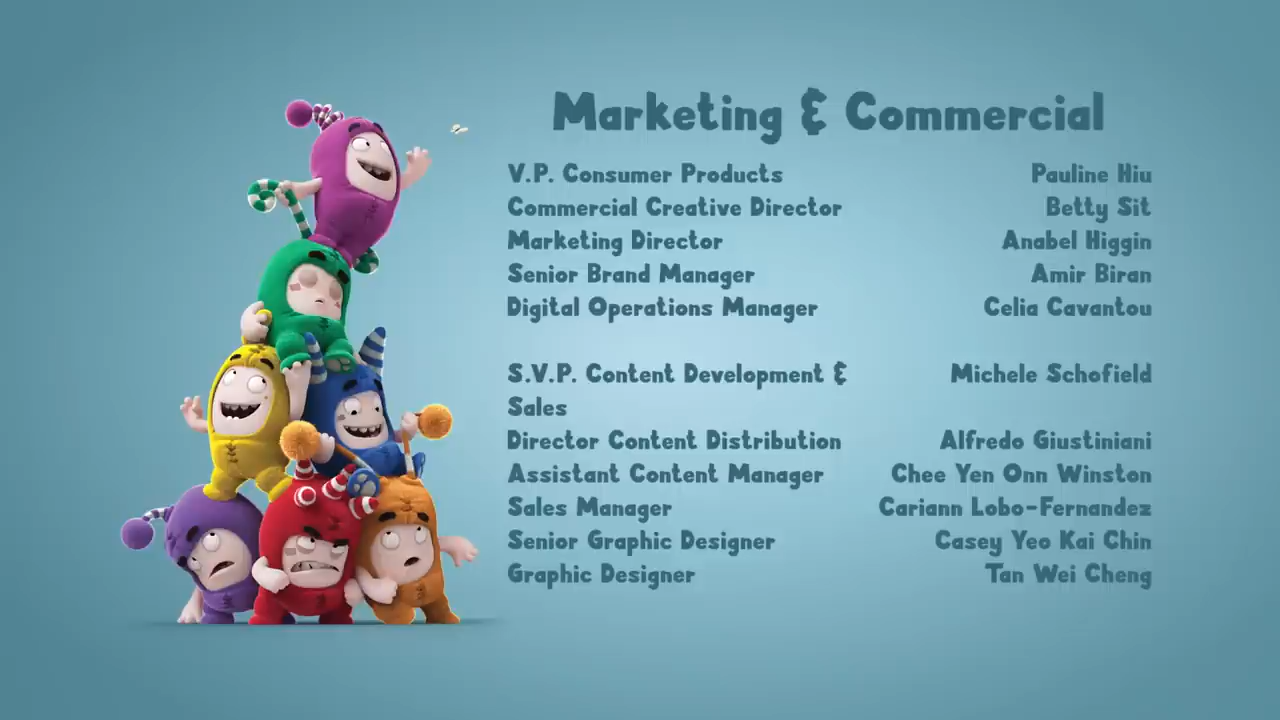 Marketing & Commercial
V.P. Consumer Products Pauline Hiu
Commercial Creative Director Betty Sit
Marketing Director Anabel Higgin
Senior Brand Manager Amir Biran
Digital Operations Manager Celia Cavantou
S.V.P. Content Development & Michele Schofield
Sales
Director Content Distribution Alfredo Giustiniani
Assistant Content Manager Chee Yen Onn Winston
Sales Manager Cariann Lobo-Fernandez
Senior Graphic Designer Casey Yeo Kai Chin
Graphic Designer Tan Wei Cheng